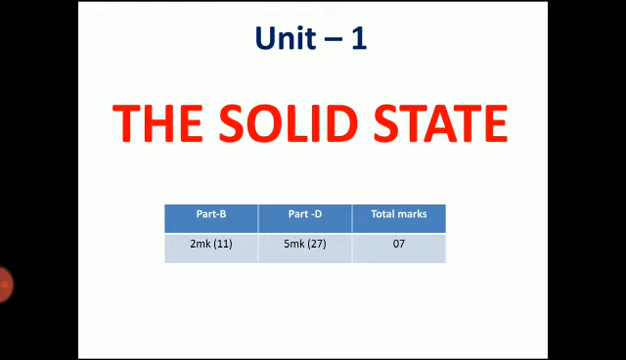 Unit – 1
THE SOLID STATE
Part-B Part -D Total marks
2mk (11) 5mk (27) 07